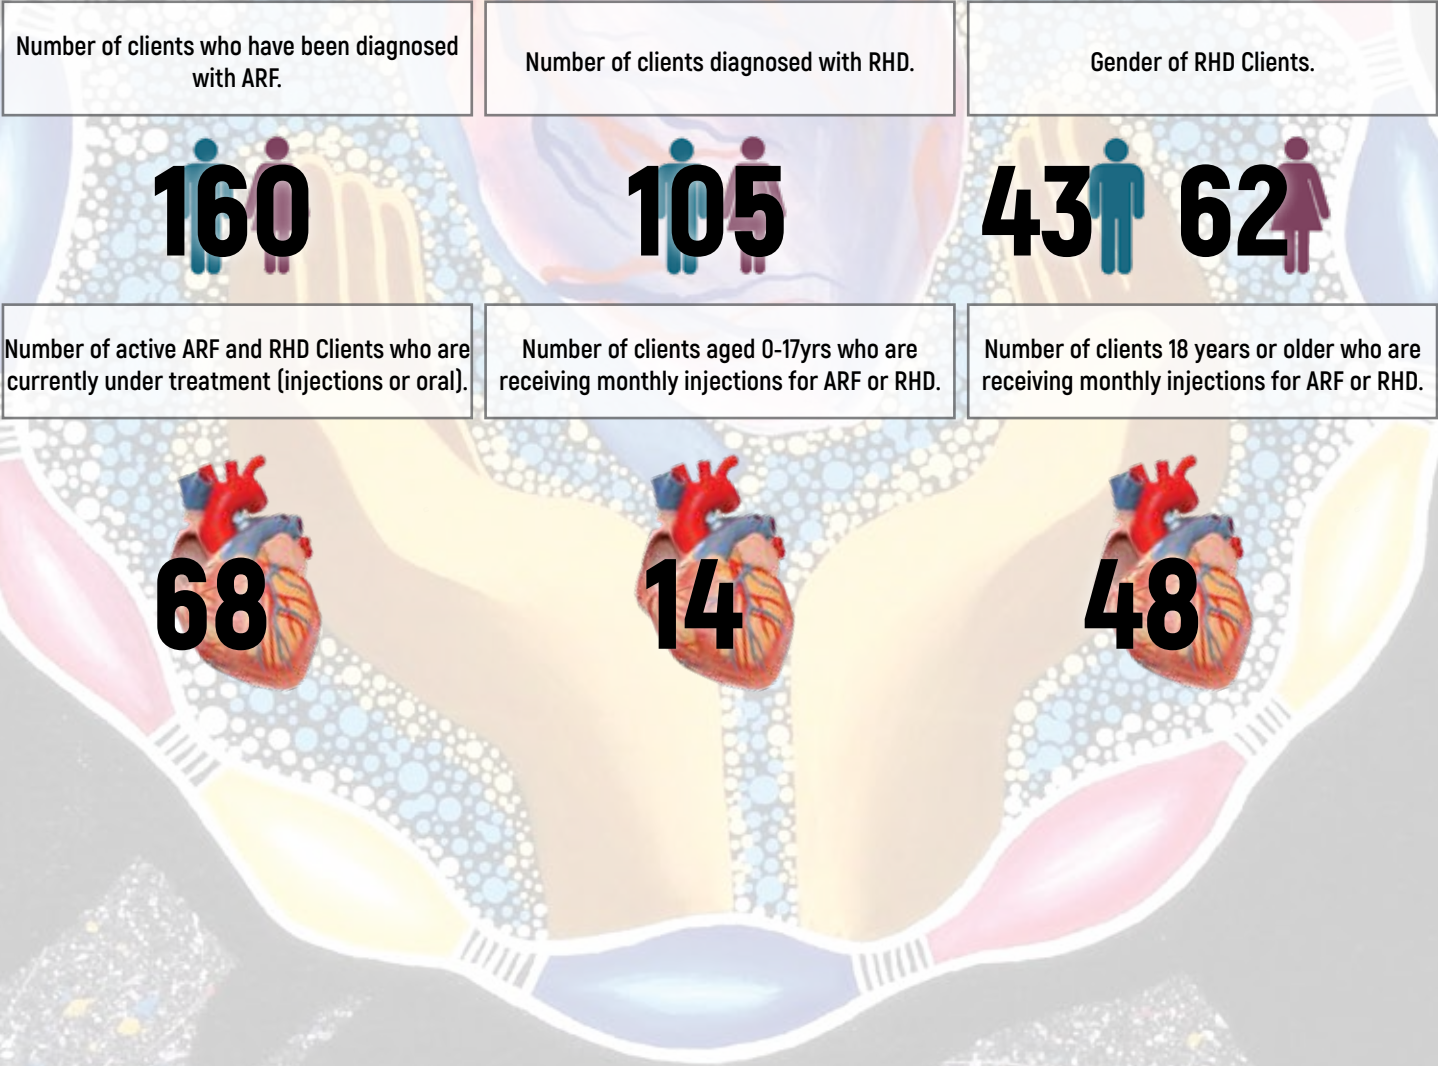 Number of clients who have been diagnosed
with ARF.
Number of clients diagnosed with RHD.
Gender of RHD Clients.
160
105
43
62
Number of active ARF and RHD Clients who are
currently under treatment (injections or oral).
Number of clients aged 0-17yrs who are
receiving monthly injections for ARF or RHD.
Number of clients 18 years or older who are
receiving monthly injections for ARF or RHD.
68
14
48